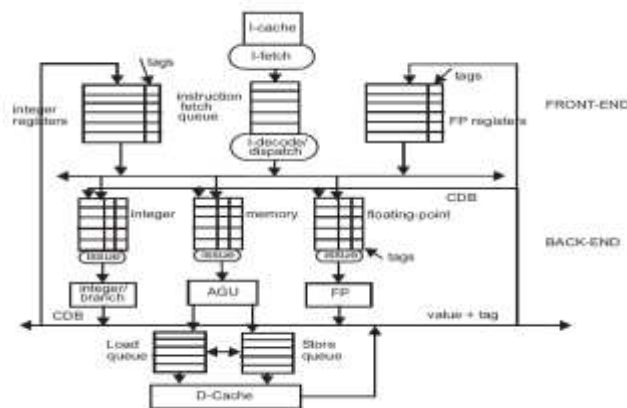 I-cache
I-fetch
tags
integer
registers
instruction
fetch
queue
I-decode/
dispatch
tags
FP registers
FRONT-END
CDB
Integer
memory
floating-point
issue
issue
issue
tags
BACK-END
integer/
branch
AGU
FP
CDB
value + tag
Load
queue
Store
queue
D-Cache